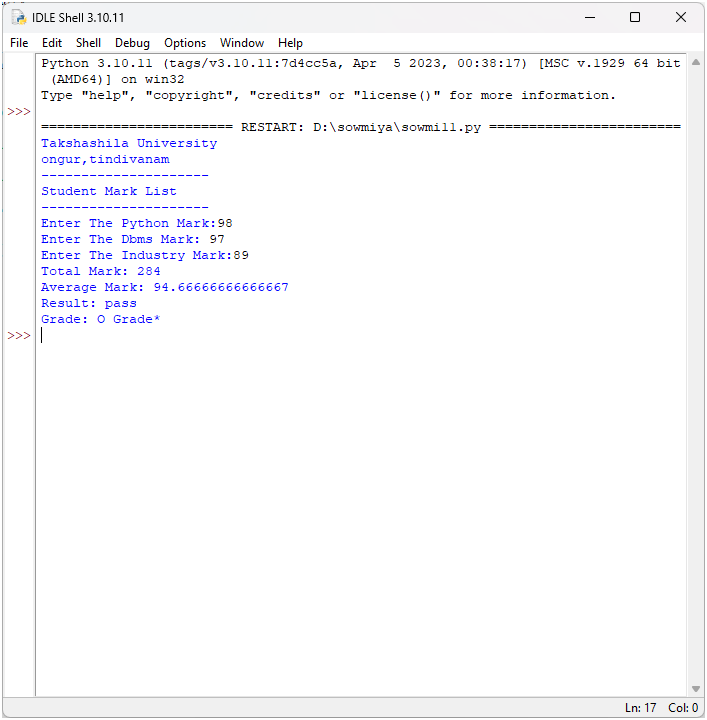 IDLE Shell 3.10.11
File Edit Shell Debug Options Window Help
Python 3.10.11 (tags/v3.10.11:7d4cc5a, Apr  5 2023, 00:38:17) [MSC v.1929 64 bit
 (AMD64)] on win32
Type "help", "copyright", "credits" or "license()" for more information.
>>>
======================== RESTART: D:\sowmiya\sowmi11.py ========================
Takshashila University
ongur,tindivanam
---------------------
Student Mark List
---------------------
Enter The Python Mark:98
Enter The Dbms Mark: 97
Enter The Industry Mark:89
Total Mark: 284
Average Mark: 94.66666666666667
Result: pass
Grade: O Grade*
>>>
Ln: 17 Col: 0